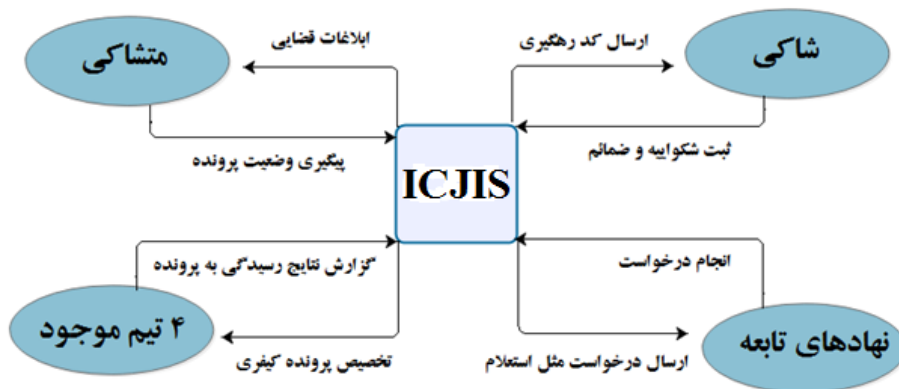 شاکی
متشاکی
ارسال کد رهگیری
ابلاغات قضایی
ثبت شکواییه و ضمائم
پیگیری وضعیت پرونده
ICJIS
انجام درخواست
گزارش نتایج رسیدگی به پرونده
نهادهای تابعه
۴ تیم موجود
ارسال درخواست مثل استعلام
تخصیص پرونده کیفری